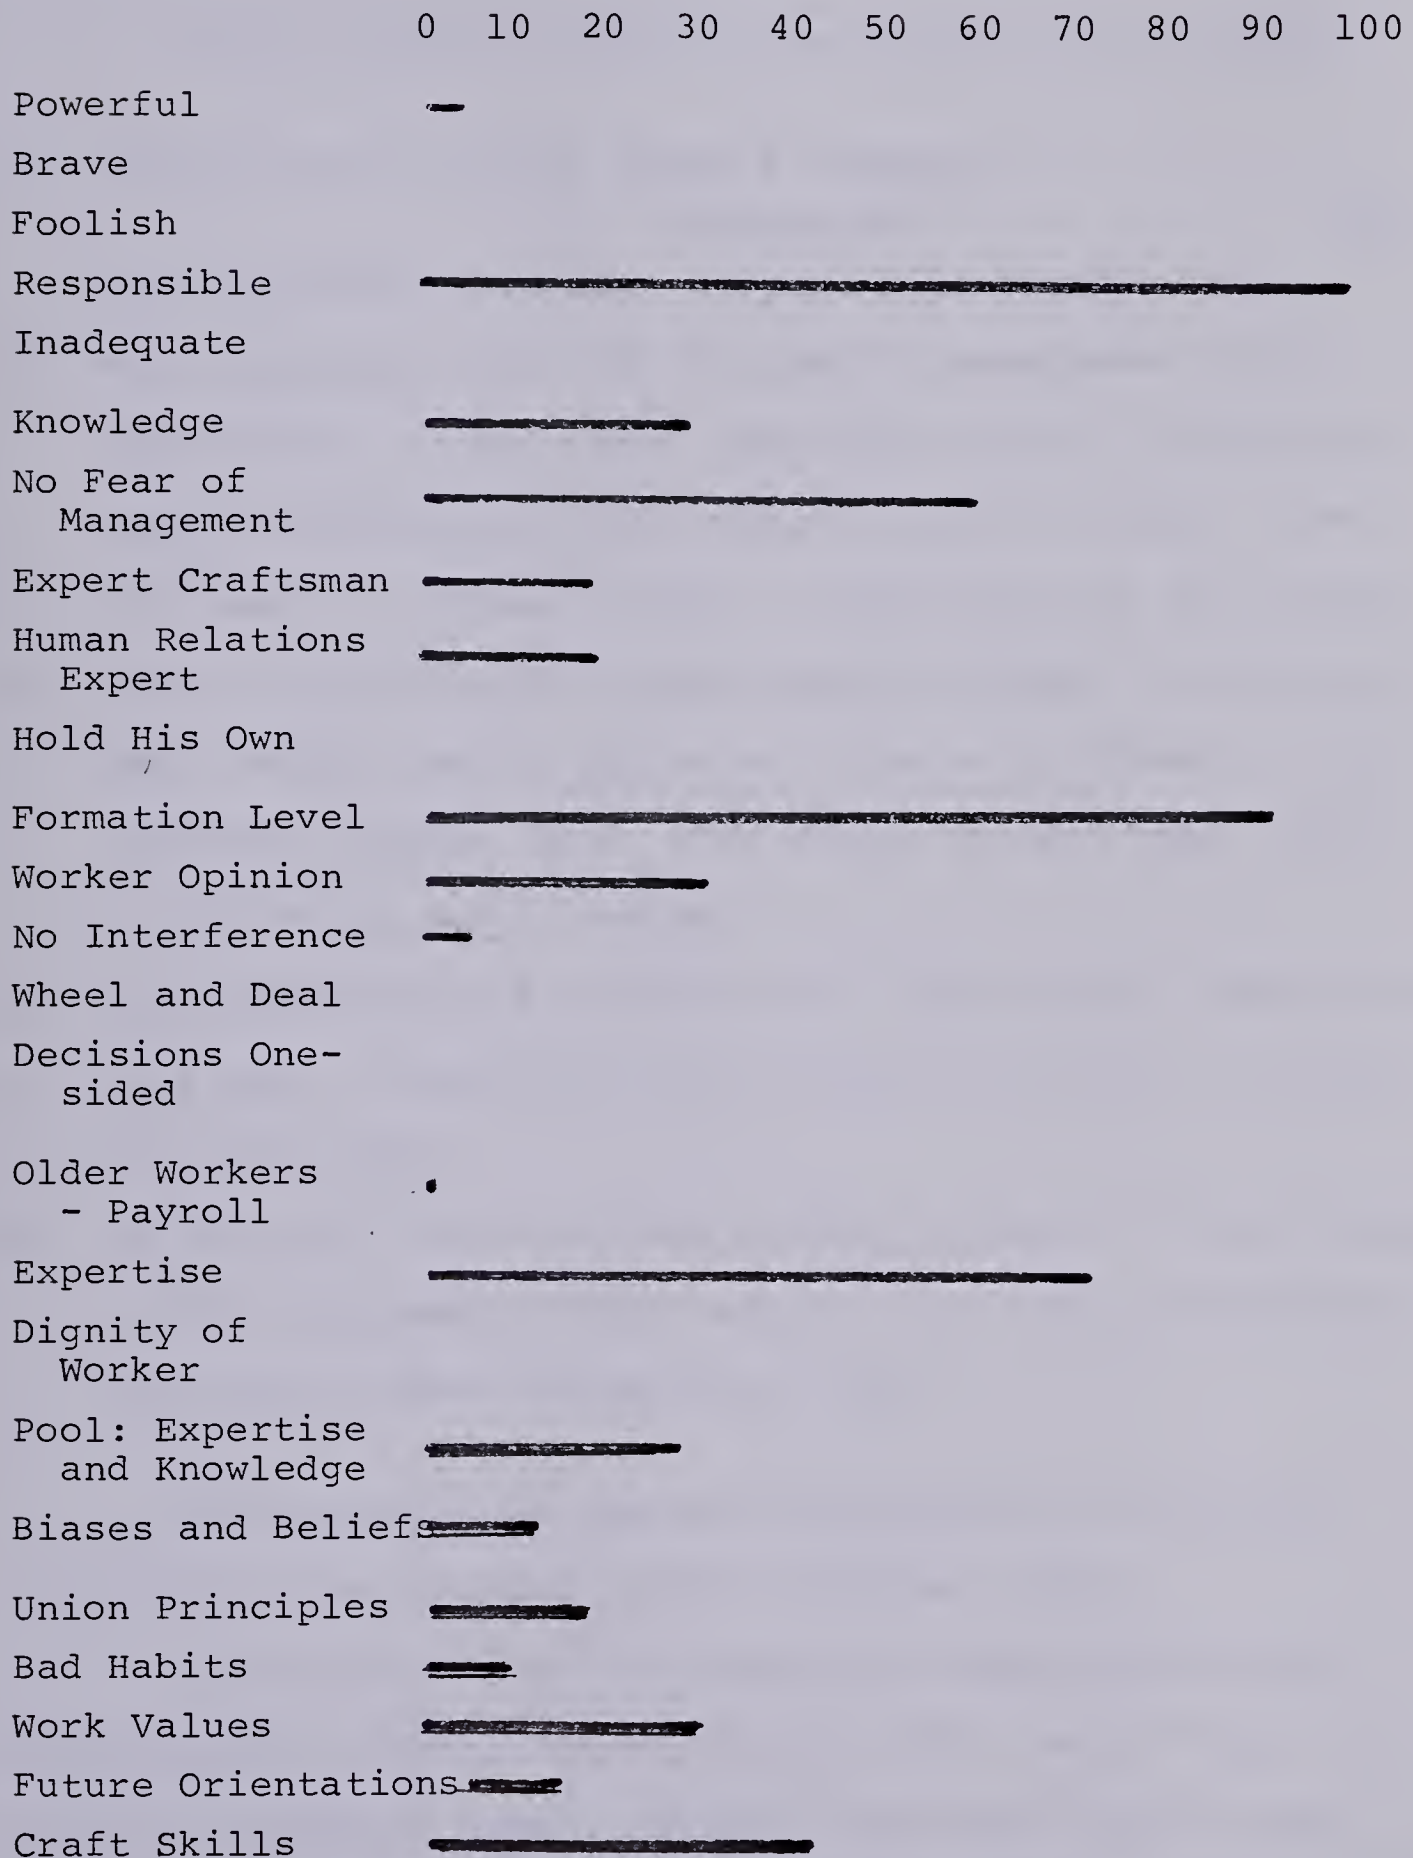 0 10 20 30 40 50 60 70 80 90 100
Powerful
Brave
Foolish
Responsible
Inadequate
Knowledge
No Fear of
Management
Expert Craftsman
Human Relations
Expert
Hold His Own
Formation Level
Worker Opinion
No Interference
Wheel and Deal
Decisions One-
sided
Older Workers
- Payroll
Expertise
Dignity of
Worker
Pool: Expertise
and Knowledge
Biases and Beliefs
Union Principles
Bad Habits
Work Values
Future Orientations
Craft Skills